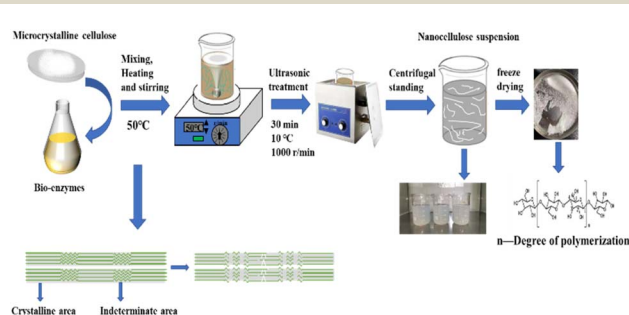 Microcrystalline cellulose
Bio-enzymes
Mixing,
Heating
and stirring
50℃
50℃
Ultrasonic
treatment
30 min
10 ℃
1000 r/min
Centrifugal
standing
Nanocellulose suspension
freeze
drying
n—Degree of polymerization
Crystalline area
Indeterminate area